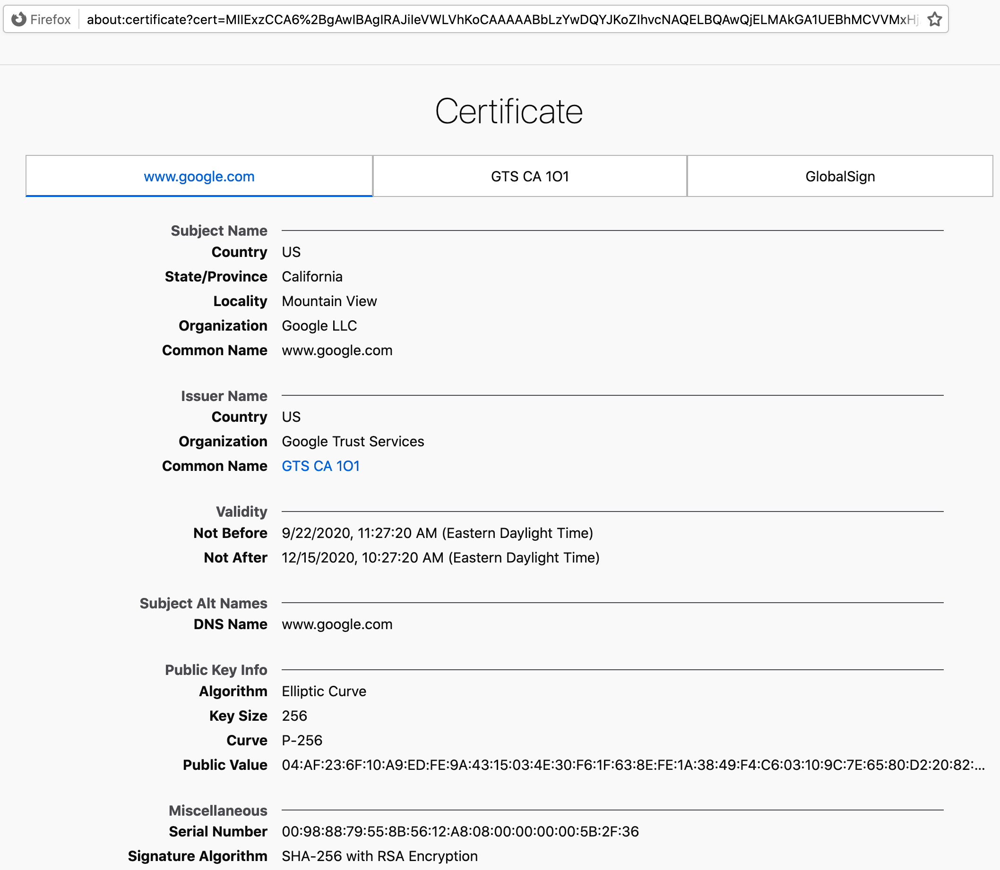 Firefox about:certificate?cert=MIIExzCCA6%2BgAwIBAgIRAJileVWLVhKoCAAAAABbLzYwDQYJKoZIhvcNAQELBQAwQjELMAkGA1UEBhMCVVMxHj
Certificate
www.google.com GTS CA 1O1 GlobalSign
Subject Name
Country US
State/Province California
Locality Mountain View
Organization Google LLC
Common Name www.google.com
Issuer Name
Country US
Organization Google Trust Services
Common Name GTS CA 1O1
Validity
Not Before 9/22/2020, 11:27:20 AM (Eastern Daylight Time)
Not After 12/15/2020, 10:27:20 AM (Eastern Daylight Time)
Subject Alt Names
DNS Name www.google.com
Public Key Info
Algorithm Elliptic Curve
Key Size 256
Curve P-256
Public Value 04:AF:23:6F:10:A9:ED:FE:9A:43:15:03:4E:30:F6:1F:63:8E:FE:1A:38:49:F4:C6:03:10:9C:7E:65:80:D2:20:82:...
Miscellaneous
Serial Number 00:98:88:79:55:8B:56:12:A8:08:00:00:00:00:5B:2F:36
Signature Algorithm SHA-256 with RSA Encryption